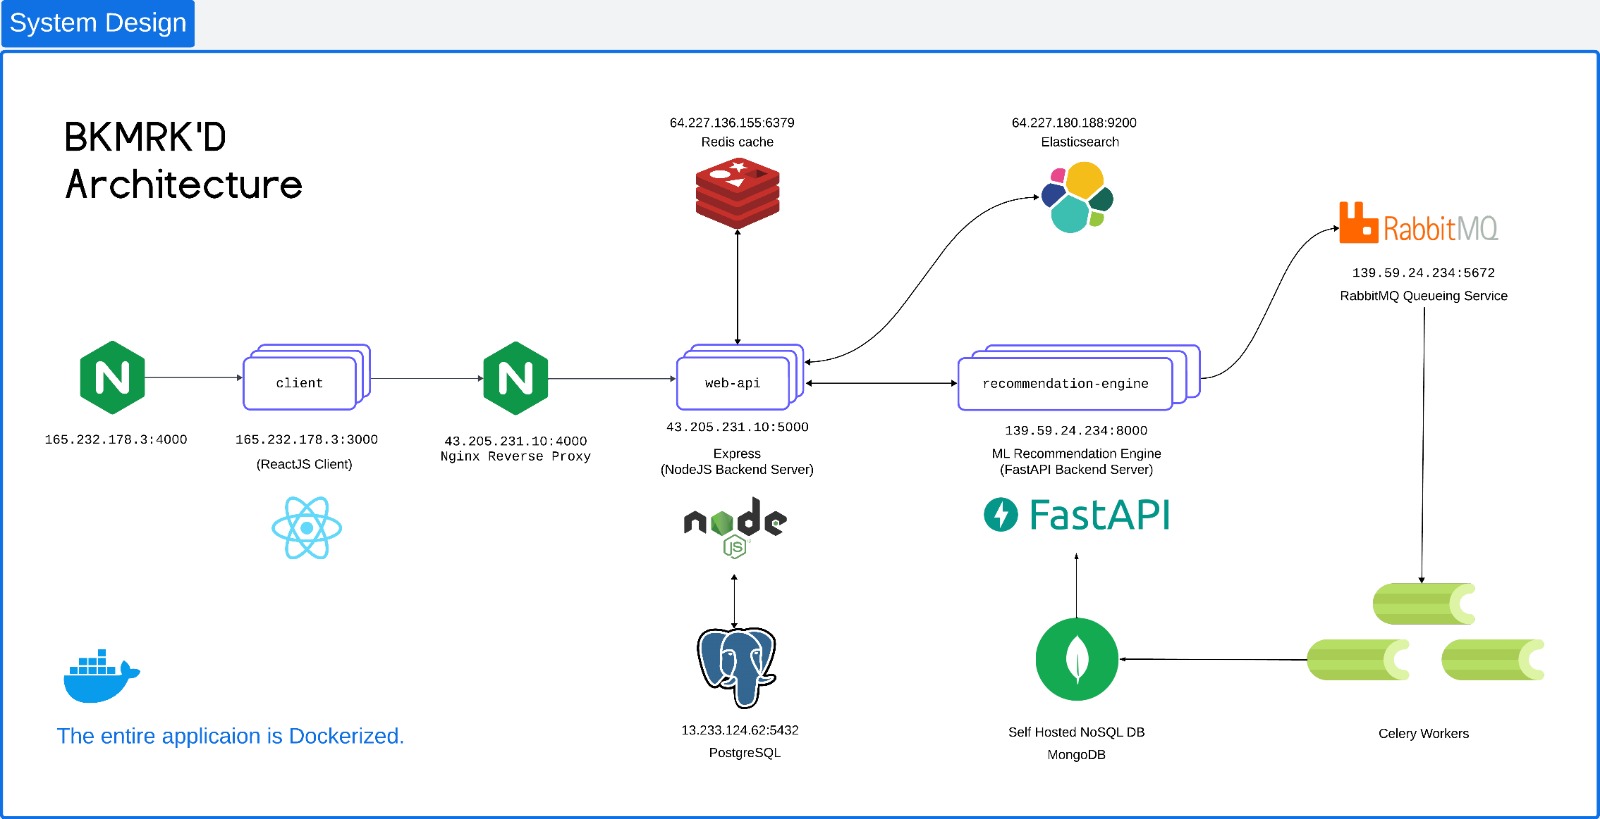 System Design
BKMRK'D
Architecture
64.227.136.155:6379
Redis cache
64.227.180.188:9200
Elasticsearch
RabbitMQ
139.59.24.234:5672
RabbitMQ Queueing Service
N
165.232.178.3:4000
client
165.232.178.3:3000
(ReactJS Client)
N
43.205.231.10:4000
Nginx Reverse Proxy
web-api
43.205.231.10:5000
Express
(NodeJS Backend Server)
node
JS
recommendation-engine
139.59.24.234:8000
ML Recommendation Engine
(FastAPI Backend Server)
FastAPI
13.233.124.62:5432
PostgreSQL
Self Hosted NoSQL DB
MongoDB
Celery Workers
The entire applicaion is Dockerized.